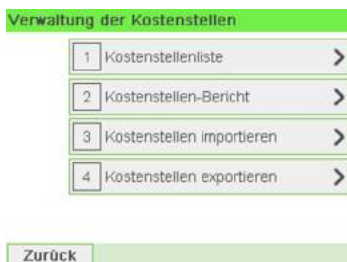 Verwaltung der Kostenstellen
1 Kostenstellenliste
2 Kostenstellen-Bericht
3 Kostenstellen importieren
4 Kostenstellen exportieren
Zurück